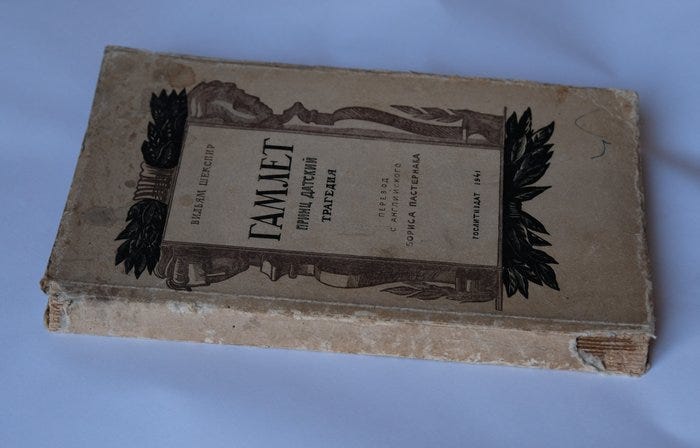 ВИЛЬЯМ ШЕКСПИР
ГАМЛЕТ
ПРИНЦ ДАТСКИЙ
ТРАГЕДИЯ
ПЕРЕВОД
С АНГЛИЙСКОГО
БОРИСА ПАСТЕРНАКА
ГОСЛИТИЗДАТ 1941